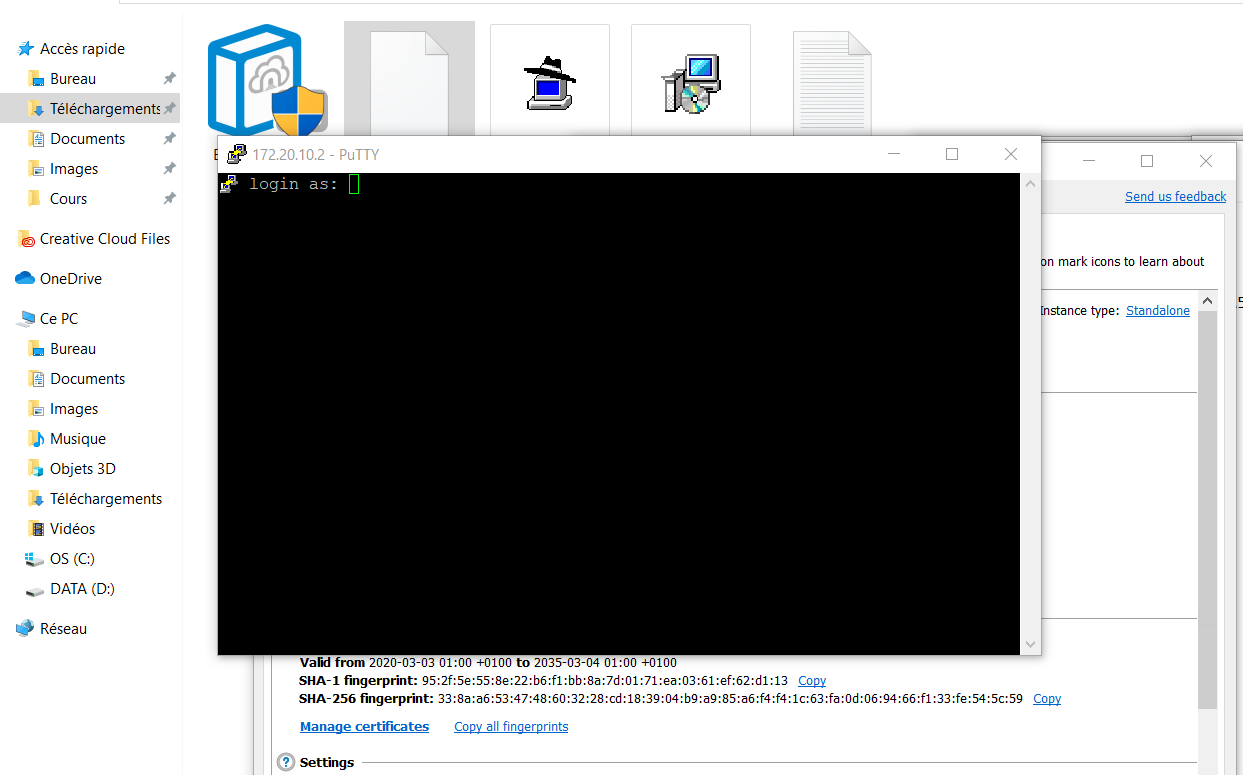 Accès rapide
Bureau
Téléchargements
Documents
Images
Cours
Creative Cloud Files
OneDrive
Ce PC
Bureau
Documents
Images
Musique
Objets 3D
Téléchargements
Vidéos
OS (C:)
DATA (D:)
Réseau
172.20.10.2 - PuTTY
login as:
Send us feedback
on mark icons to learn about
Instance type: Standalone
Valid from 2020-03-03 01:00 +0100 to 2035-03-04 01:00 +0100
SHA-1 fingerprint: 95:2f:5e:55:8e:22:b6:f1:bb:8a:7d:01:71:ea:03:61:ef:62:d1:13 Copy
SHA-256 fingerprint: 33:8a:a6:53:47:48:60:32:28:cd:18:39:04:b9:a9:85:a6:f4:f4:1c:63:fa:0d:06:94:66:f1:33:fe:54:5c:59 Copy
Manage certificates Copy all fingerprints
? Settings